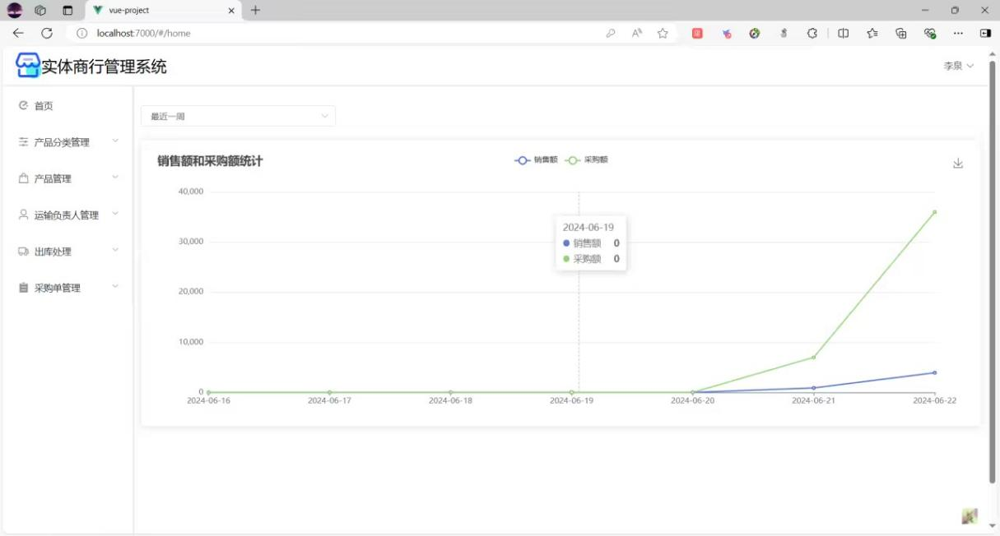 vue-project
localhost:7000/#/home
实体商行管理系统
李泉
首页
产品分类管理
产品管理
运输负责人管理
出库处理
采购单管理
最近一周
销售额和采购额统计
销售额 采购额
40,000
30,000
20,000
10,000
0
2024-06-19
销售额 0
采购额 0
2024-06-16 2024-06-17 2024-06-18 2024-06-19 2024-06-20 2024-06-21 2024-06-22